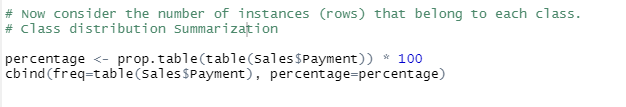 # Now consider the number of instances (rows) that belong to each class.
# Class distribution Summarization
percentage <- prop.table(table(Sales$Payment)) * 100
cbind(freq=table(Sales$Payment), percentage=percentage)